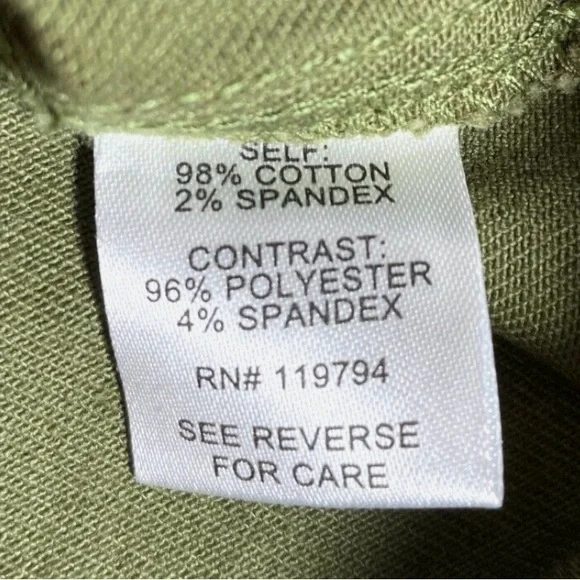 SELF:
98% COTTON
2% SPANDEX
CONTRAST:
96% POLYESTER
4% SPANDEX
RN# 119794
SEE REVERSE
FOR CARE